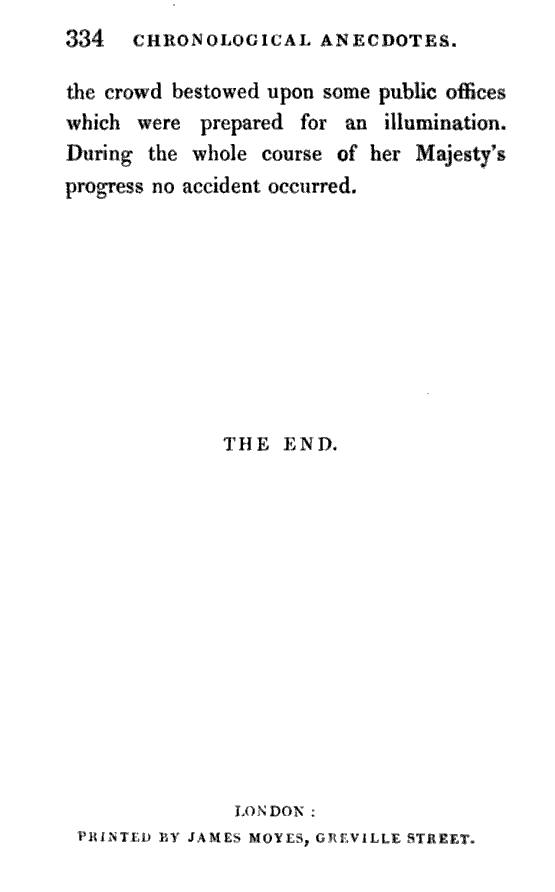 334 CHRONOLOGICAL ANECDOTES.
the crowd bestowed upon some public offices
which were prepared for an illumination.
During the whole course of her Majesty's
progress no accident occurred.
THE END.
LONDON :
PRINTED BY JAMES MOYES, GREVILLE STREET.